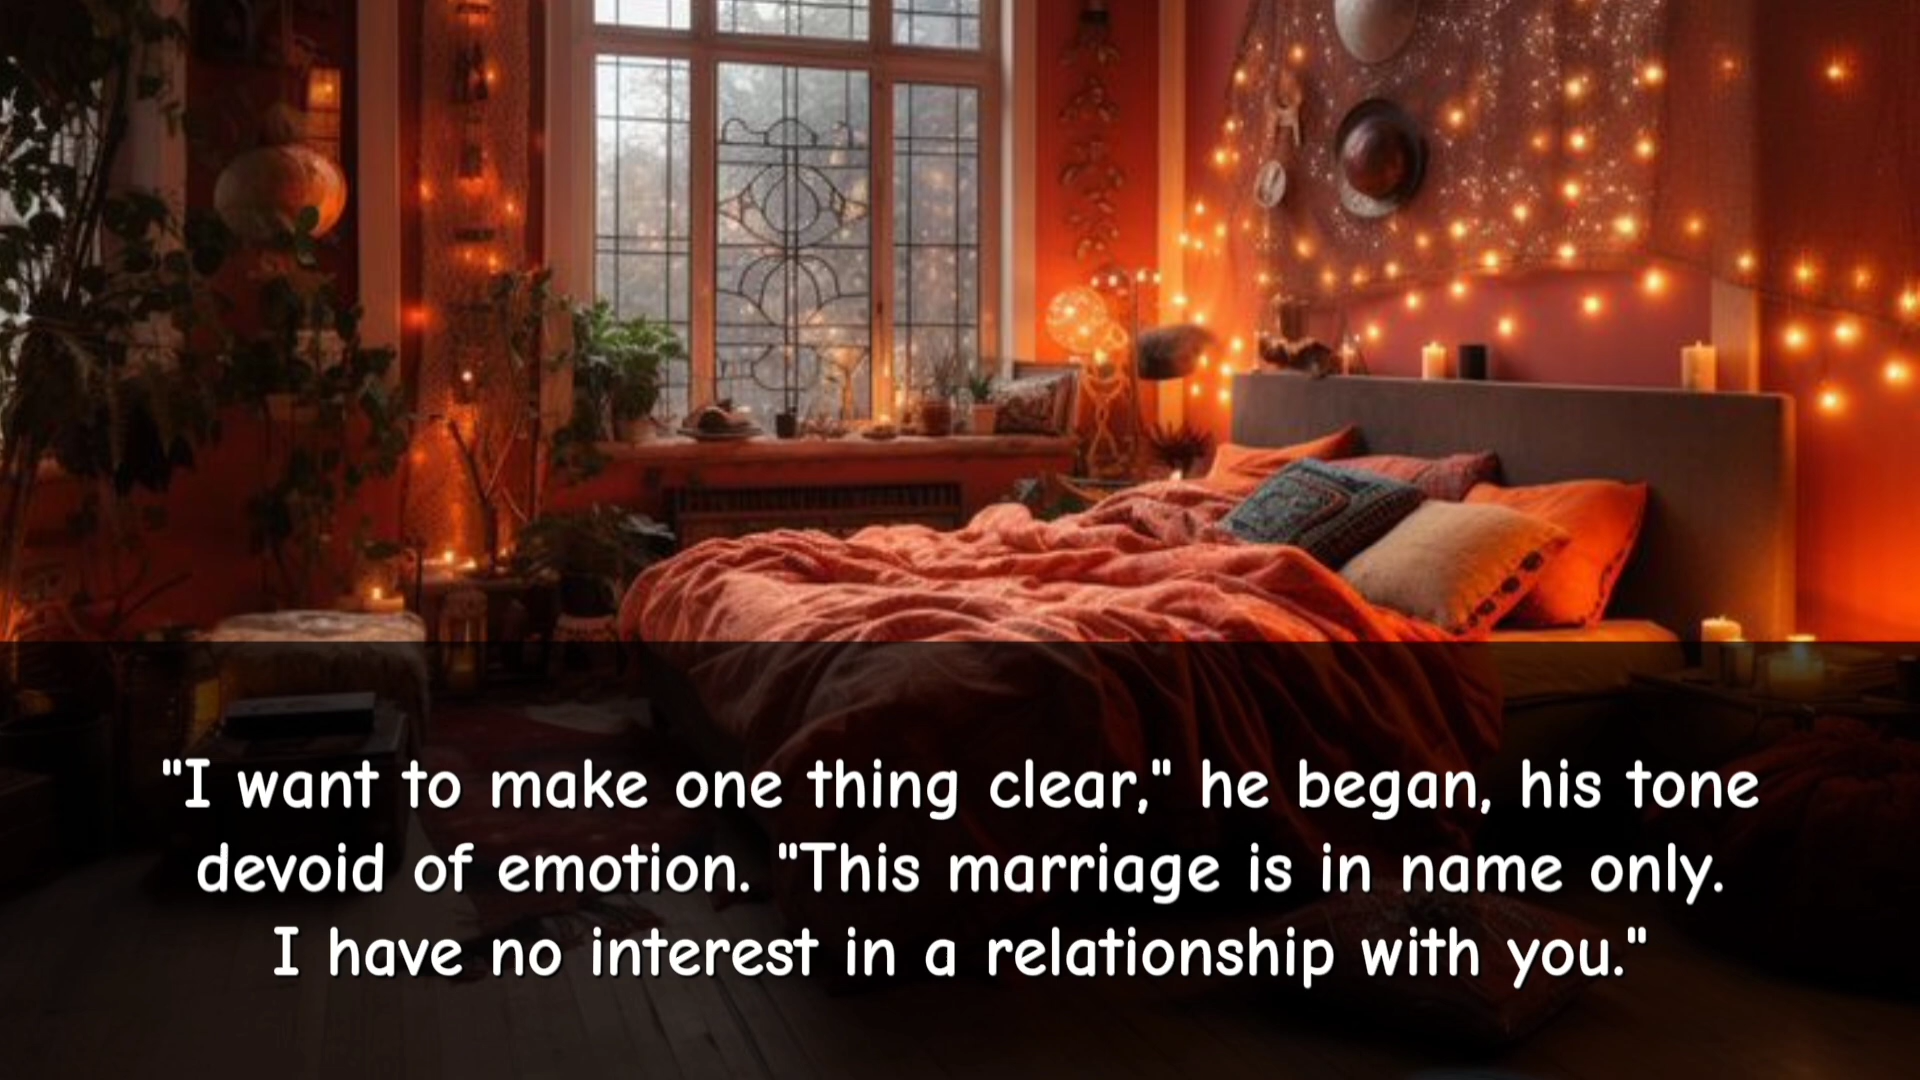 "I want to make one thing clear," he began, his tone
devoid of emotion. "This marriage is in name only.
I have no interest in a relationship with you."